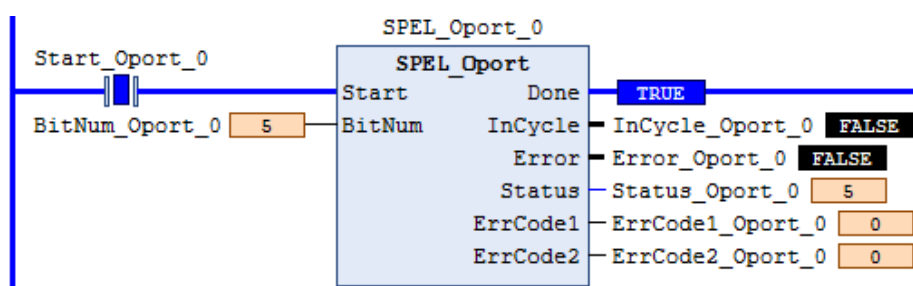 SPEL_Oport_0
Start_Oport_0
SPEL_Oport
Start Done TRUE
BitNum_Oport_0 5 BitNum InCycle InCycle_Oport_0 FALSE
Error Error_Oport_0 FALSE
Status Status_Oport_0 5
ErrCode1 ErrCode1_Oport_0 0
ErrCode2 ErrCode2_Oport_0 0